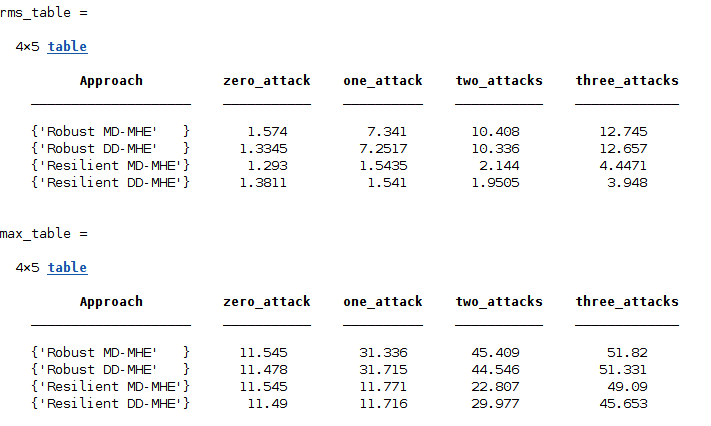 rms_table =
4×5 table
Approach zero_attack one_attack two_attacks three_attacks
{'Robust MD-MHE' } 1.574 7.341 10.408 12.745
{'Robust DD-MHE' } 1.3345 7.2517 10.336 12.657
{'Resilient MD-MHE'} 1.293 1.5435 2.144 4.4471
{'Resilient DD-MHE'} 1.3811 1.541 1.9505 3.948
max_table =
4×5 table
Approach zero_attack one_attack two_attacks three_attacks
{'Robust MD-MHE' } 11.545 31.336 45.409 51.82
{'Robust DD-MHE' } 11.478 31.715 44.546 51.331
{'Resilient MD-MHE'} 11.545 11.771 22.807 49.09
{'Resilient DD-MHE'} 11.49 11.716 29.977 45.653